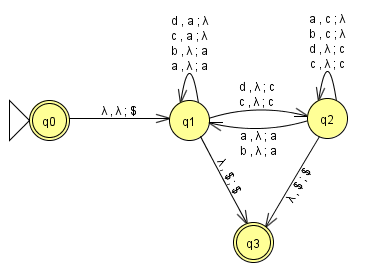 d , a ; λ
c , a ; λ
b , λ ; a
a , λ ; a
a , c ; λ
b , c ; λ
d , λ ; c
c , λ ; c
λ , λ ; $
d , λ ; c
c , λ ; c
q0
q1
q2
a , λ ; a
b , λ ; a
λ , $ ; $
λ , $ ; $
q3